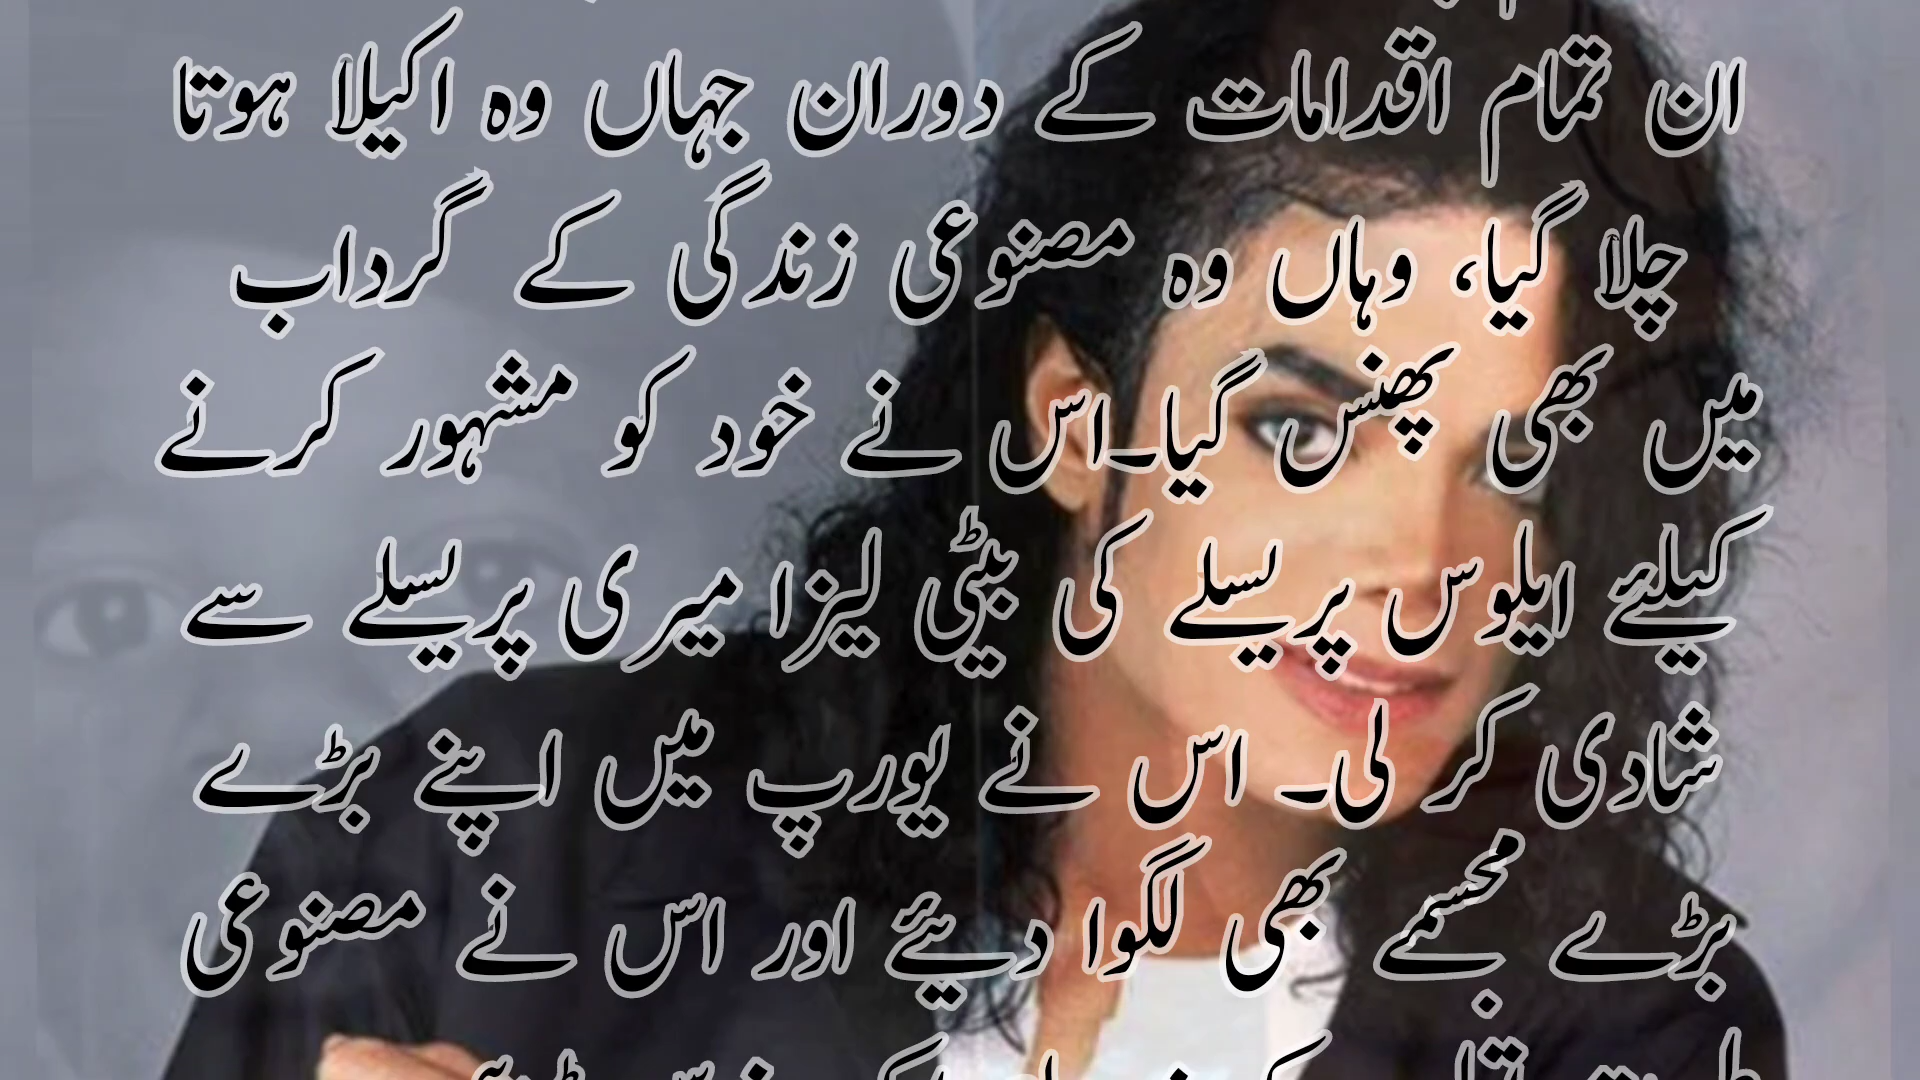 ان تمام اقدامات کے دوران جہاں وہ اکیلا ہوتا
چلا گیا، وہاں وہ مصنوعی زندگی کے گرداب
میں بھی پھنس گیا۔اس نے خود کو مشہور کرنے
کیلئے ایلوس پریسلے کی بیٹی لیزا میری پریسلے سے
شادی کر لی۔ اس نے یورپ میں اپنے بڑے
بڑے مجسمے بھی لگوا دیئے اور اس نے مصنوعی